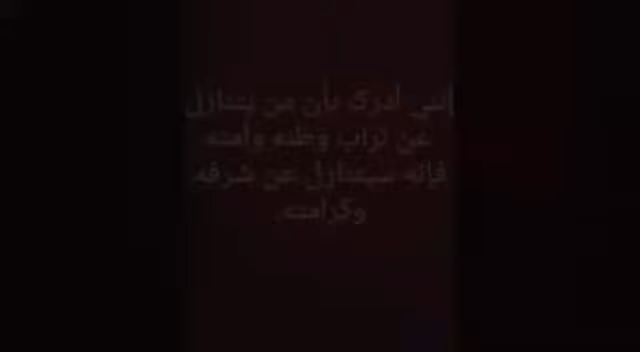 إنني أدرك بأن من يتنازل
عن تراب وطنه وأمته
فإنه سيتنازل عن شرفه
وكرامته.